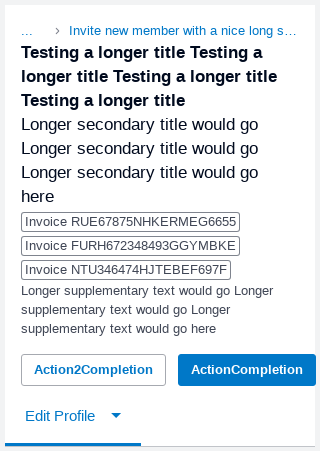 ... > Invite new member with a nice long s...
Testing a longer title Testing a
longer title Testing a longer title
Testing a longer title
Longer secondary title would go
Longer secondary title would go
Longer secondary title would go
here
Invoice RUE67875NHKERMEG6655
Invoice FURH672348493GGYMBKE
Invoice NTU346474HJTEBEF697F
Longer supplementary text would go Longer
supplementary text would go Longer
supplementary text would go here
Action2Completion ActionCompletion
Edit Profile